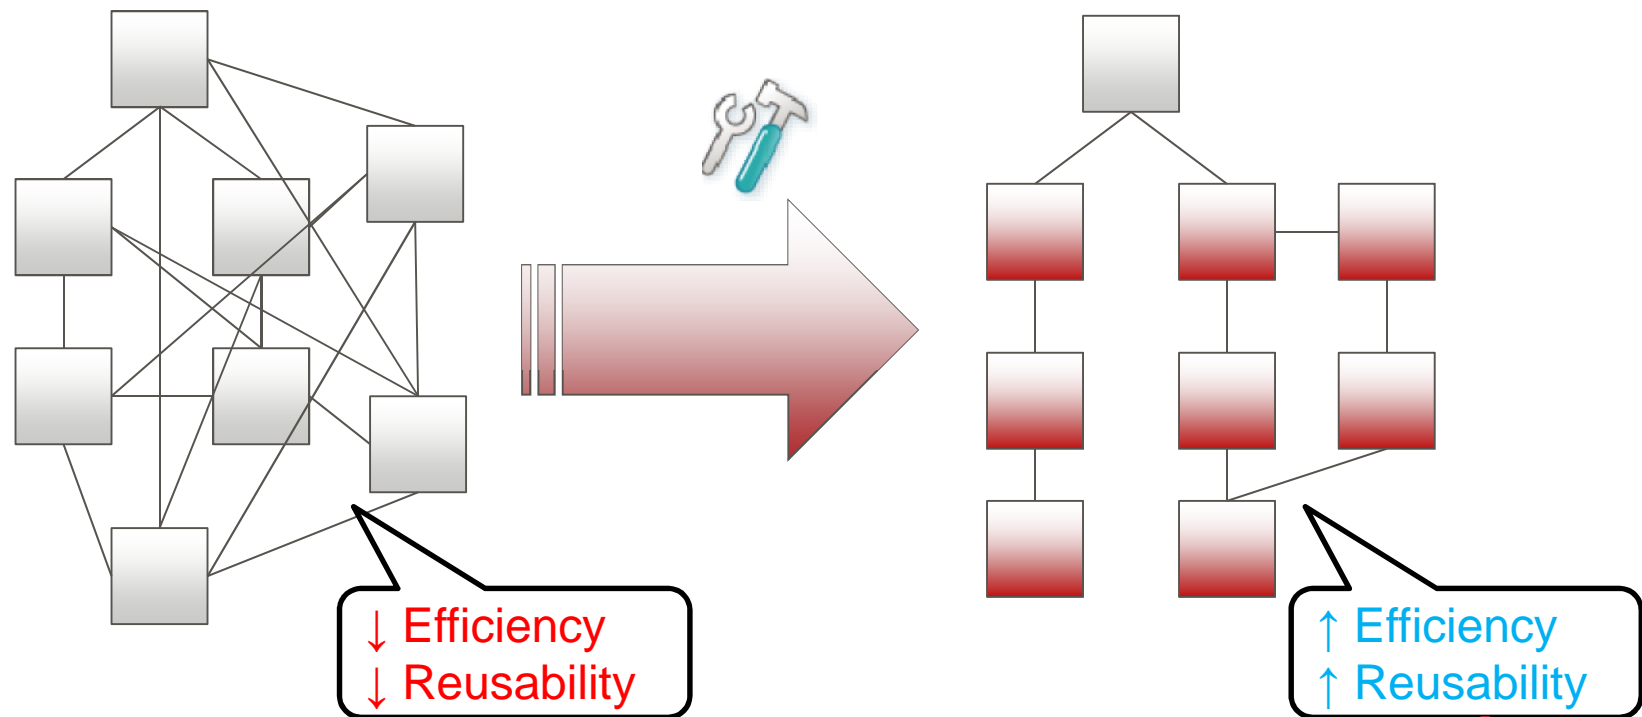 ↓ Efficiency
↓ Reusability
↑ Efficiency
↑ Reusability